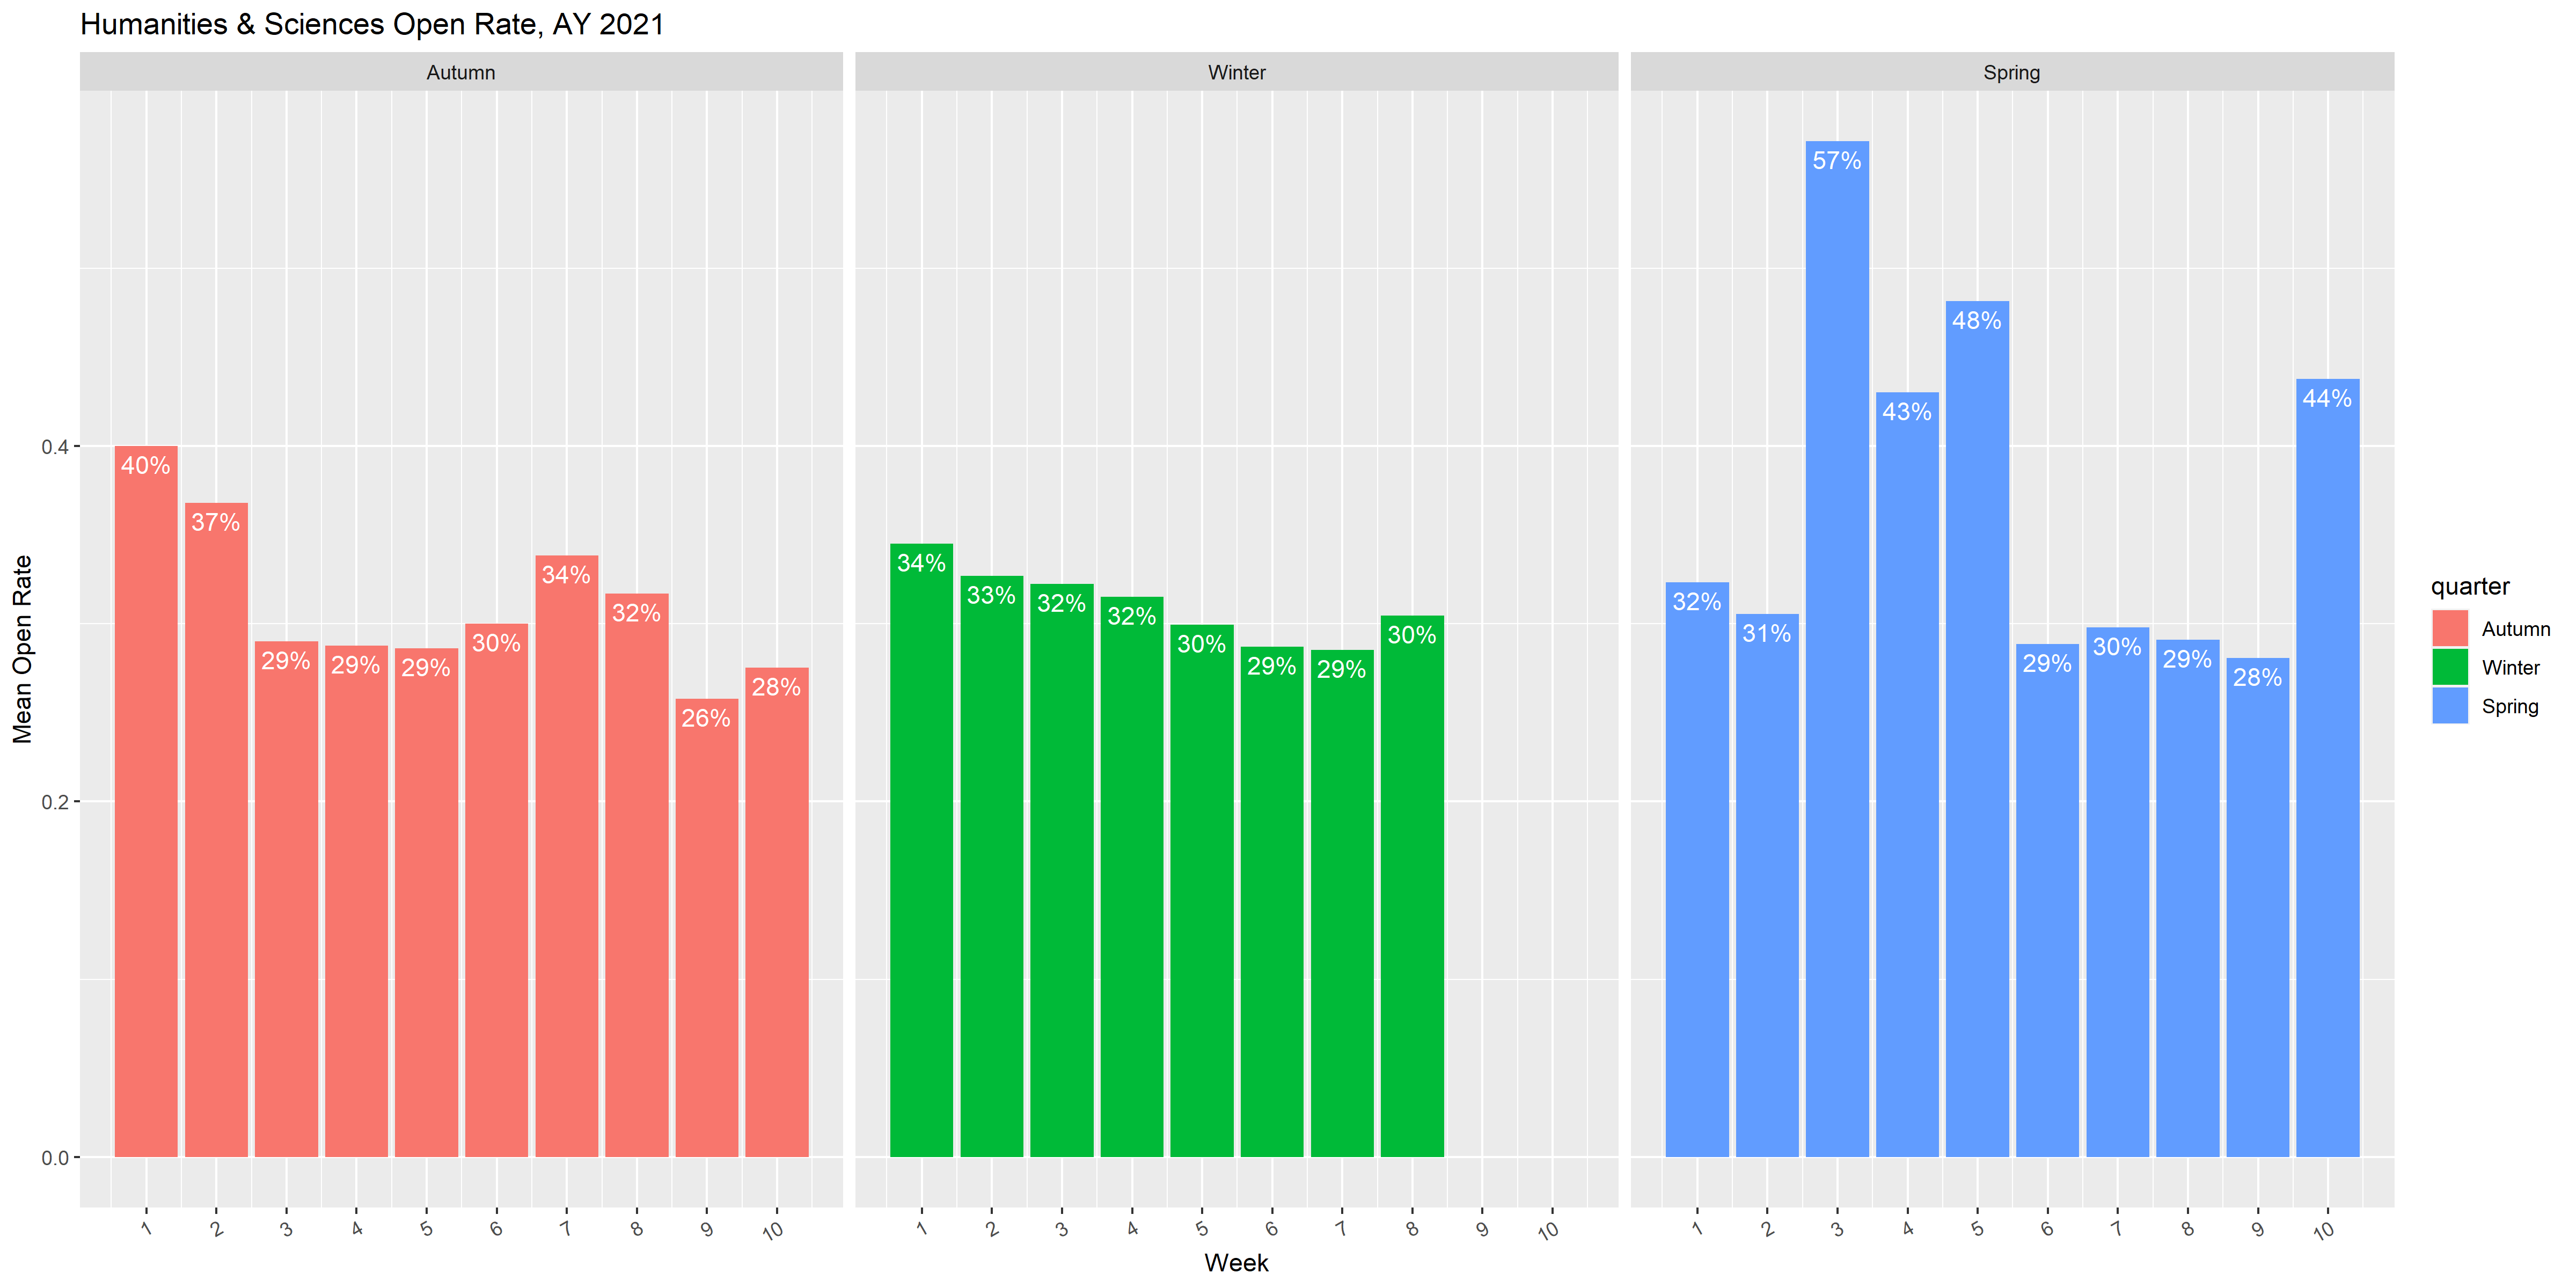 Humanities & Sciences Open Rate, AY 2021
Autumn
Winter
Spring
Mean Open Rate
0.4
0.2
0.0
40%
37%
29%
29%
29%
30%
34%
32%
26%
28%
34%
33%
32%
32%
30%
29%
29%
30%
32%
31%
57%
43%
48%
29%
30%
29%
28%
44%
1 2 3 4 5 6 7 8 9 10
1 2 3 4 5 6 7 8 9 10
1 2 3 4 5 6 7 8 9 10
Week
quarter
Autumn
Winter
Spring